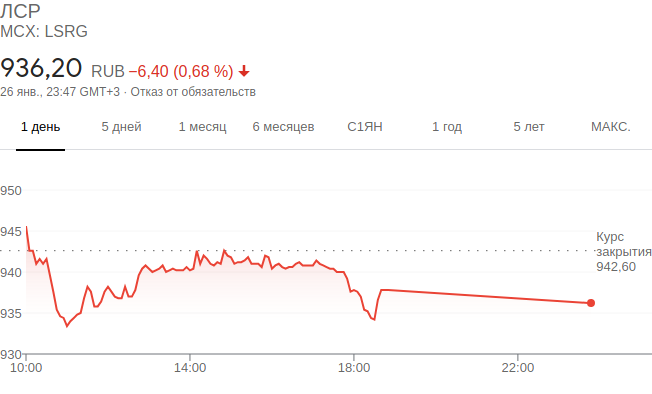 ЛСР
MCX: LSRG
936,20 RUB −6,40 (0,68 %)
26 янв., 23:47 GMT+3 · Отказ от обязательств
1 день 5 дней 1 месяц 6 месяцев С1ЯН 1 год 5 лет МАКС.
950
945
940
935
930
Курс
закрытия
942,60
10:00 14:00 18:00 22:00